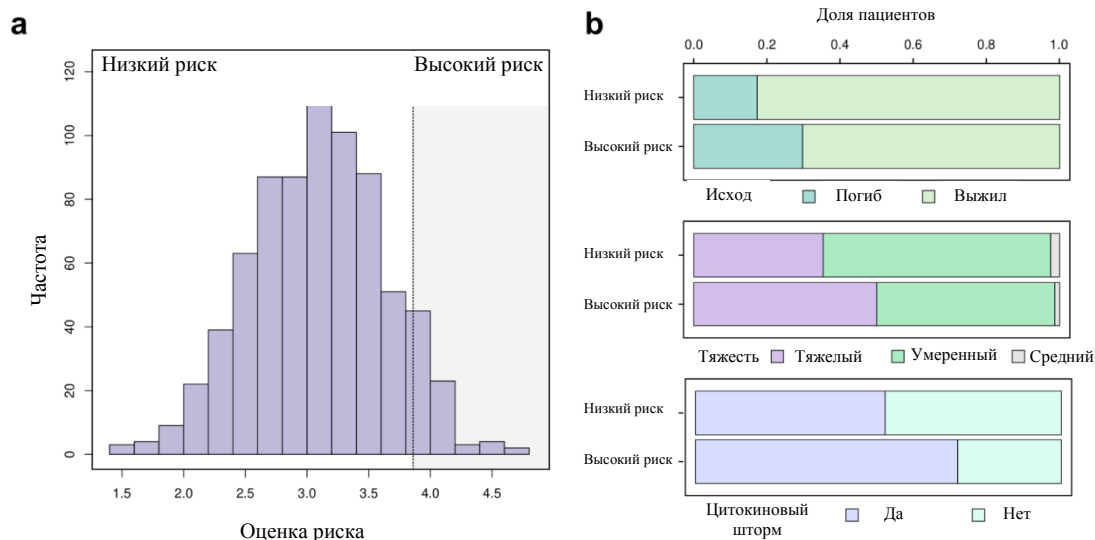 a
Низкий риск
Высокий риск
Частота
0
20
40
60
80
100
120
1.5 2.0 2.5 3.0 3.5 4.0 4.5
Оценка риска
b
Доля пациентов
0.0 0.2 0.4 0.6 0.8 1.0
Низкий риск
Высокий риск
Исход Погиб Выжил
Низкий риск
Высокий риск
Тяжесть Тяжелый Умеренный Средний
Низкий риск
Высокий риск
Цитокиновый
шторм Да Нет